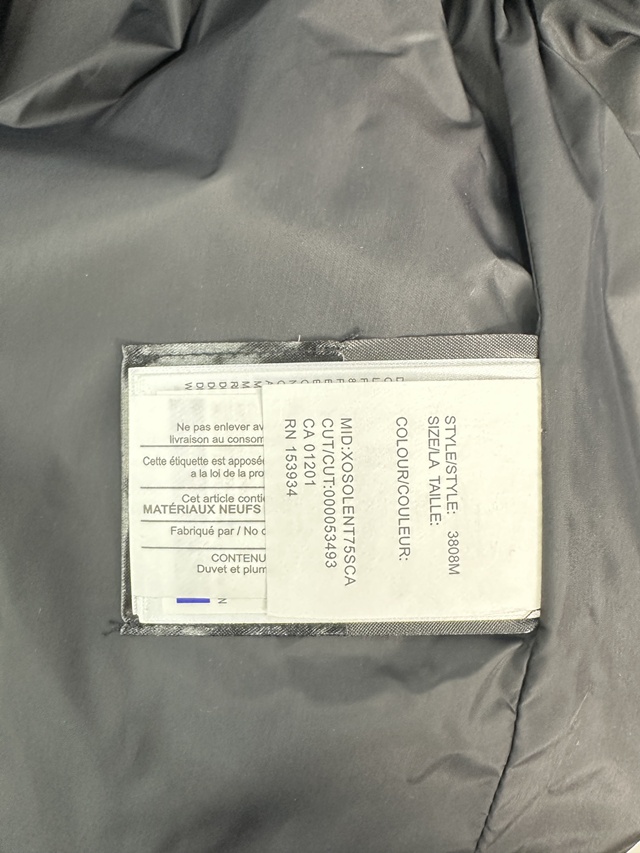 STYLE/STYLE: 3808M
SIZE/LA TAILLE:
COLOUR/COULEUR:
MID:XOSOLENT75SCA
CUT/CUT:000053493
CA 01201
RN 153934
Ne pas enlever av
livraison au consom
Cette étiquette est apposée
a la loi de la pro
Cet article contie
MATÉRIAUX NEUFS
Fabriqué par / No d
CONTENU
Duvet et plum